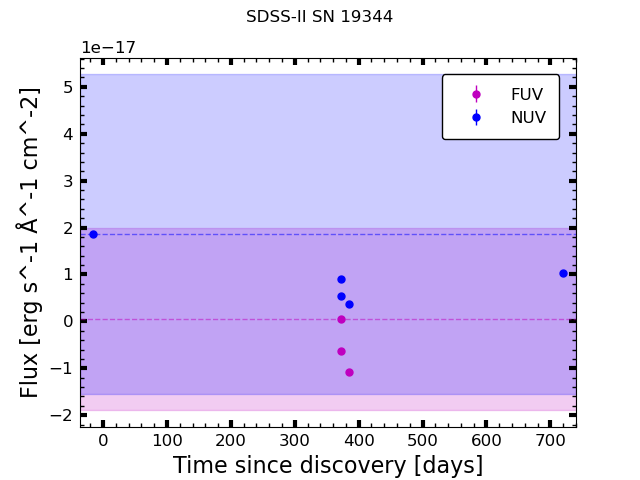 SDSS-II SN 19344
1e−17
5
4
3
2
1
0
−1
−2
Flux [erg s^-1 Å^-1 cm^-2]
FUV
NUV
0 100 200 300 400 500 600 700
Time since discovery [days]